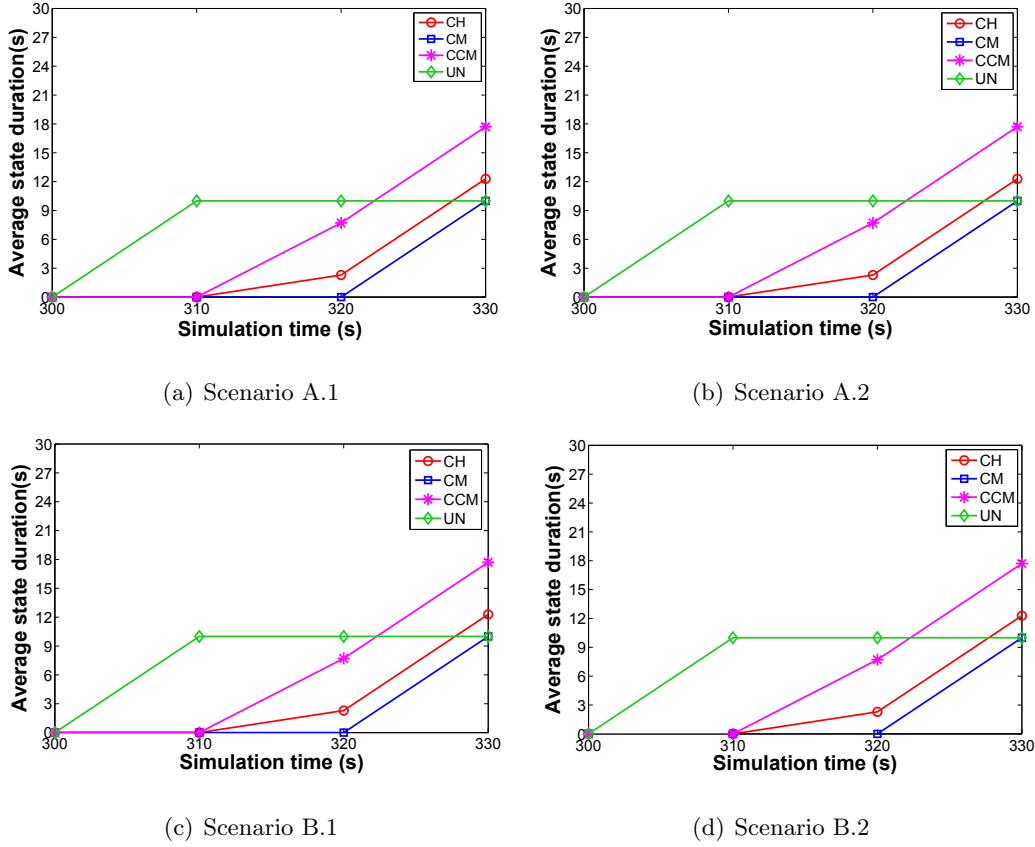 30
27
24
21
18
15
12
9
6
3
0
Average state duration(s)
300
310
320
330
Simulation time (s)
CH
CM
CCM
UN
(a) Scenario A.1
30
27
24
21
18
15
12
9
6
3
0
Average state duration(s)
300
310
320
330
Simulation time (s)
CH
CM
CCM
UN
(b) Scenario A.2
30
27
24
21
18
15
12
9
6
3
0
Average state duration(s)
300
310
320
330
Simulation time (s)
CH
CM
CCM
UN
(c) Scenario B.1
30
27
24
21
18
15
12
9
6
3
0
Average state duration(s)
300
310
320
330
Simulation time (s)
CH
CM
CCM
UN
(d) Scenario B.2